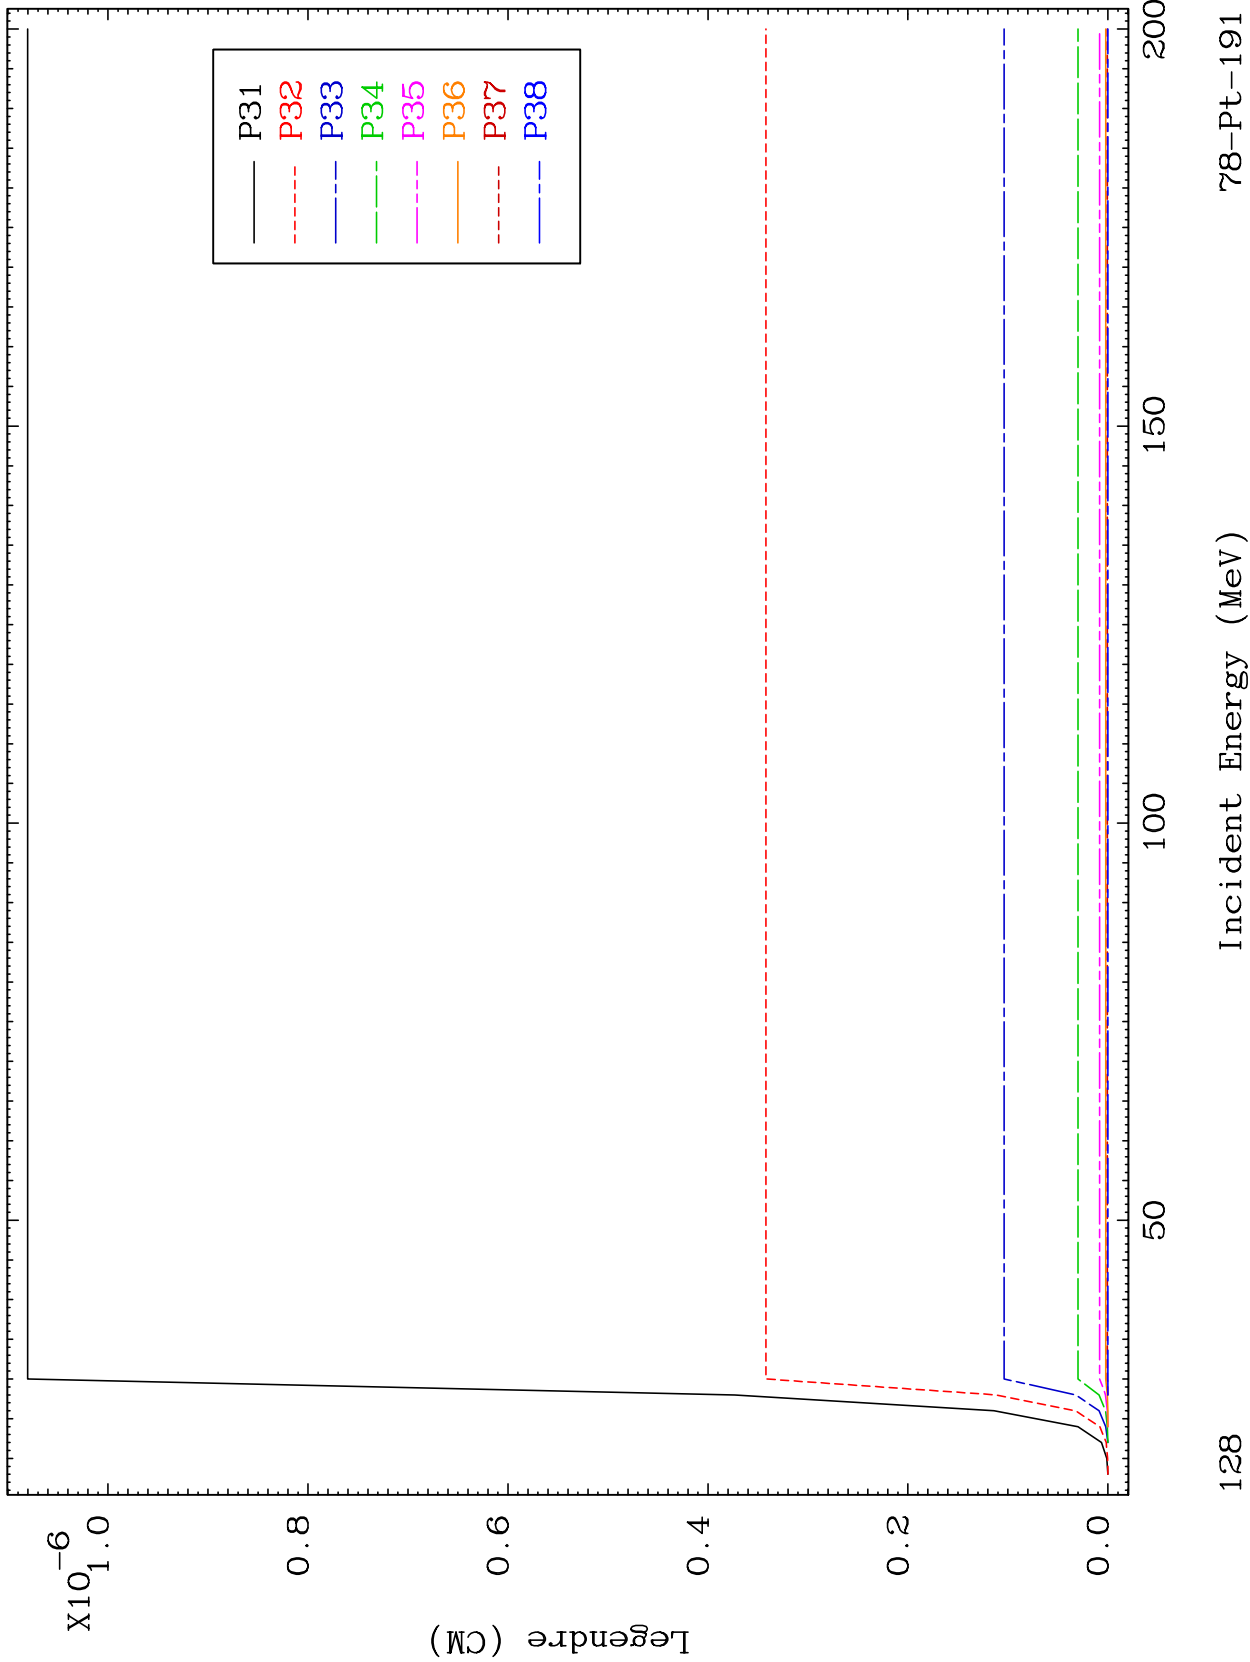 X10-6
1.0
0.8
0.6
0.4
0.2
0.0
Legendre (CM)
P31
P32
P33
P34
P35
P36
P37
P38
50
100
150
200
Incident Energy (MeV)
128
78-Pt-191